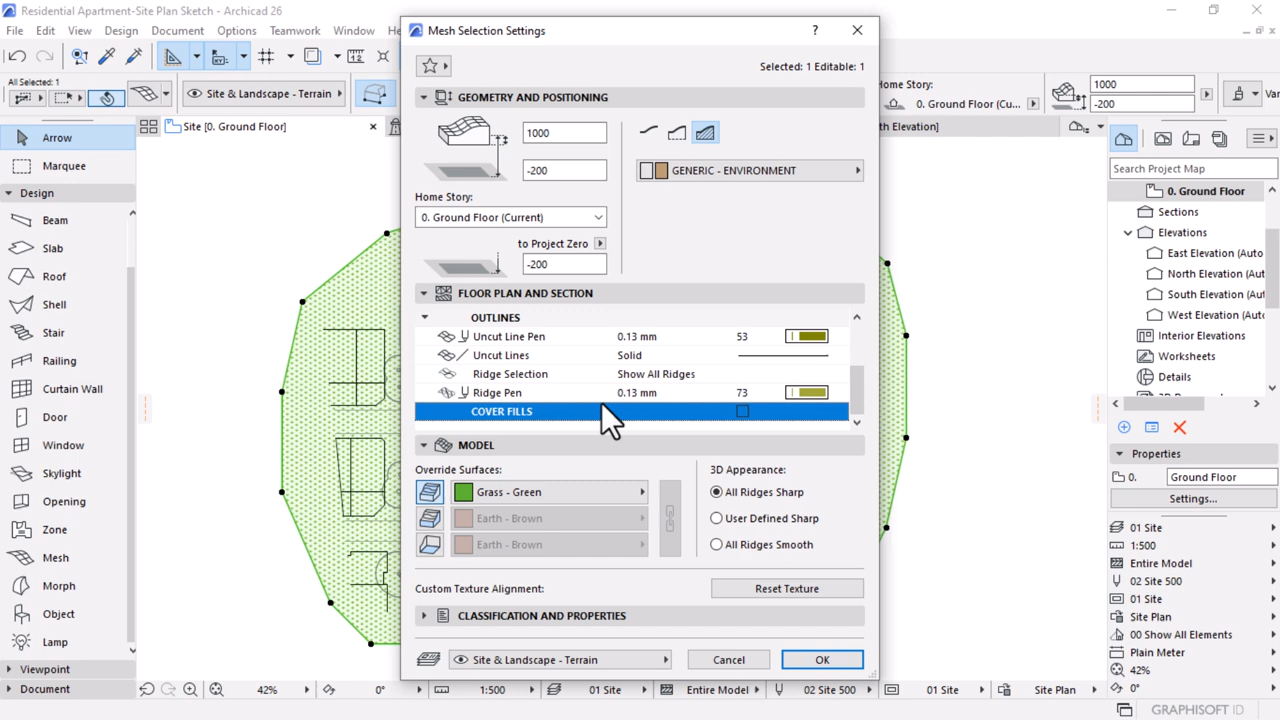 Residential Apartment-Site Plan Sketch - Archicad 26
File Edit View Design Document Options Teamwork Window He
All Selected: 1
Site & Landscape - Terrain
Home Story:
0. Ground Floor (Cu...
1000
-200
Var
Site [0. Ground Floor]
th Elevation]
Arrow
Marquee
Design
Beam
Slab
Roof
Shell
Stair
Railing
Curtain Wall
Door
Window
Skylight
Opening
Zone
Mesh
Morph
Object
Lamp
Viewpoint
Document
Mesh Selection Settings
?
Selected: 1 Editable: 1
GEOMETRY AND POSITIONING
1000
-200
GENERIC - ENVIRONMENT
Home Story:
0. Ground Floor (Current)
to Project Zero
-200
FLOOR PLAN AND SECTION
OUTLINES
Uncut Line Pen 0.13 mm 53
Uncut Lines Solid
Ridge Selection Show All Ridges
Ridge Pen 0.13 mm 73
COVER FILLS
MODEL
Override Surfaces:
Grass - Green
Earth - Brown
Earth - Brown
3D Appearance:
All Ridges Sharp
User Defined Sharp
All Ridges Smooth
Custom Texture Alignment:
Reset Texture
CLASSIFICATION AND PROPERTIES
Site & Landscape - Terrain
Cancel
OK
Search Project Map
0. Ground Floor
Sections
Elevations
East Elevation (Auto
North Elevation (Aut
South Elevation (Aut
West Elevation (Auto
Interior Elevations
Worksheets
Details
Properties
0. Ground Floor
Settings...
01 Site
1:500
Entire Model
02 Site 500
01 Site
Site Plan
00 Show All Elements
Plain Meter
42%
0°
42% 0° 1:500 01 Site Entire Model 02 Site 500 01 Site Site Plan
GRAPHISOFT ID